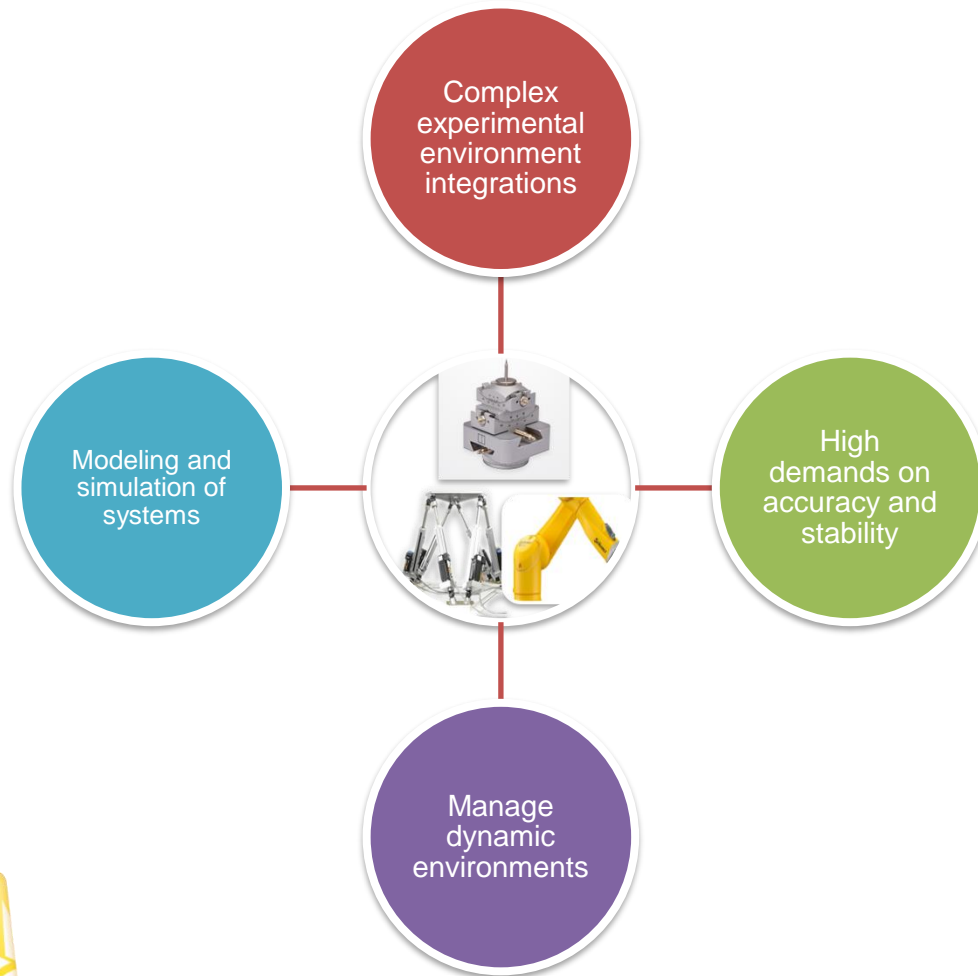 Complex
experimental
environment
integrations
Modeling and
simulation of
systems
High
demands on
accuracy and
stability
Manage
dynamic
environments